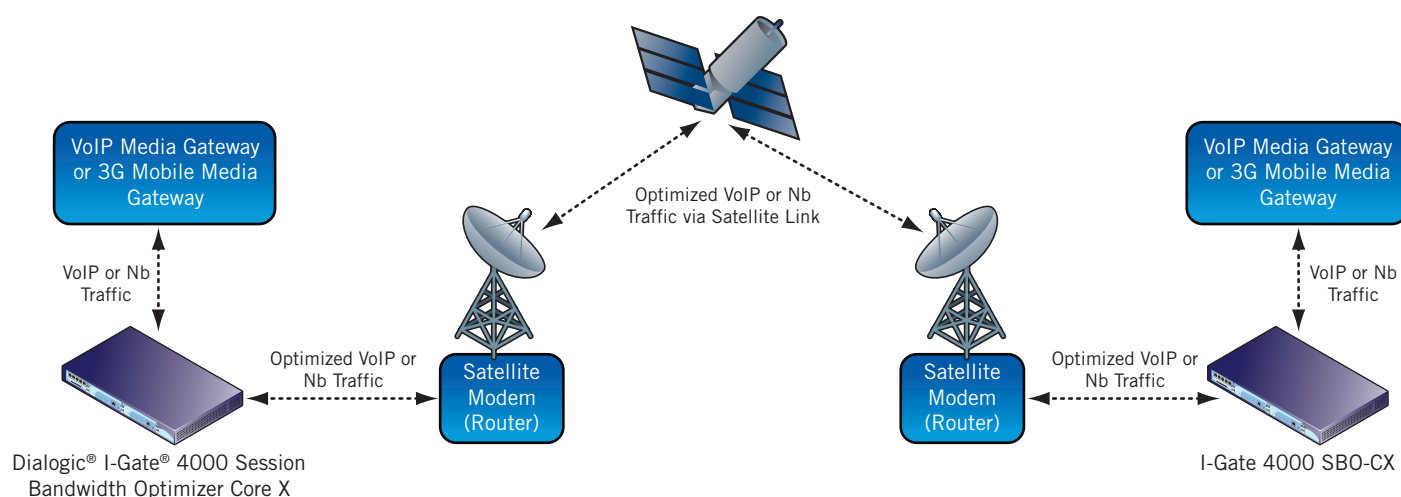 VoIP Media Gateway
or 3G Mobile Media
Gateway
VoIP or Nb
Traffic
Optimized VoIP or
Nb Traffic
Dialogic® I-Gate® 4000 Session
Bandwidth Optimizer Core X
Satellite
Modem
(Router)
Optimized VoIP or Nb
Traffic via Satellite Link
Satellite
Modem
(Router)
Optimized VoIP or
Nb Traffic
VoIP Media Gateway
or 3G Mobile Media
Gateway
VoIP or Nb
Traffic
I-Gate 4000 SBO-CX